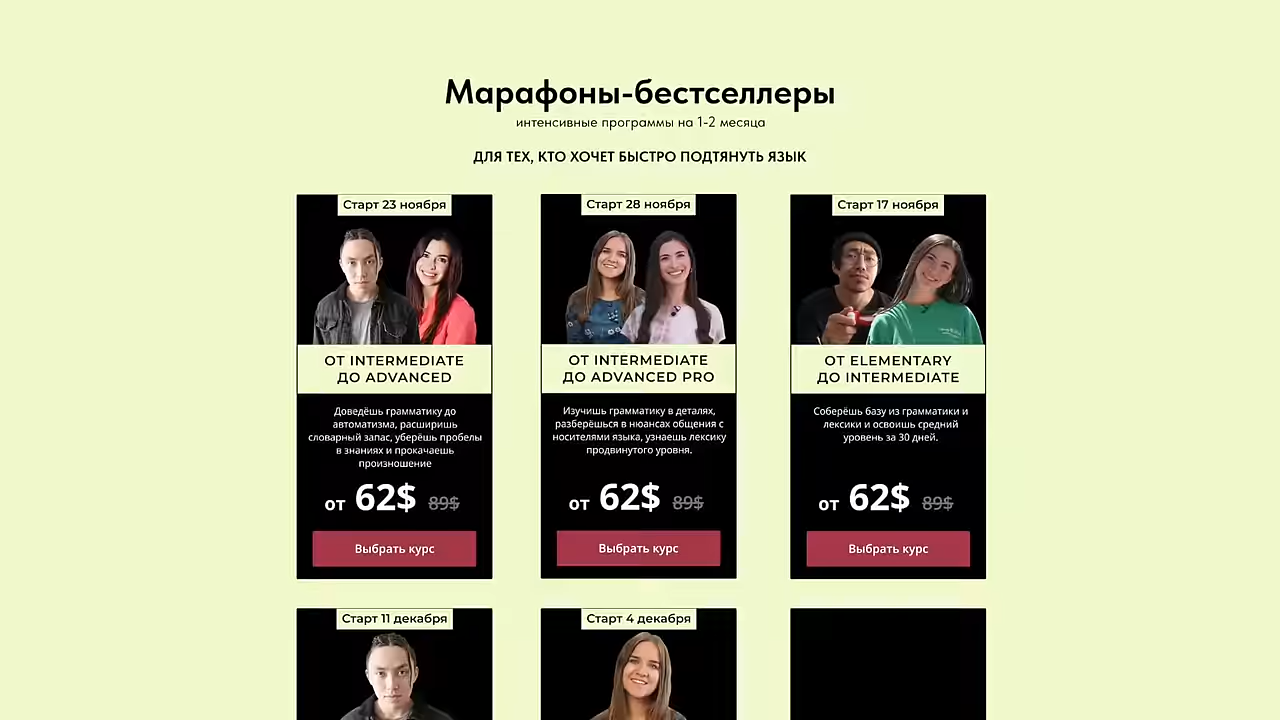 Марафоны-бестселлеры
интенсивные программы на 1-2 месяца
ДЛЯ ТЕХ, КТО ХОЧЕТ БЫСТРО ПОДТЯНУТЬ ЯЗЫК
Старт 23 ноября
ОТ INTERMEDIATE
ДО ADVANCED
Доведёшь грамматику до
автоматизма, расширишь
словарный запас, уберёшь пробелы
в знаниях и прокачаешь
произношение
от 62$ 89$
Выбрать курс
Старт 28 ноября
ОТ INTERMEDIATE
ДО ADVANCED PRO
Изучишь грамматику в деталях,
разберёшься в нюансах общения с
носителями языка, узнаешь лексику
продвинутого уровня.
от 62$ 89$
Выбрать курс
Старт 17 ноября
ОТ ELEMENTARY
ДО INTERMEDIATE
Соберёшь базу из грамматики и
лексики и освоишь средний
уровень за 30 дней.
от 62$ 89$
Выбрать курс
Старт 11 декабря
Старт 4 декабря